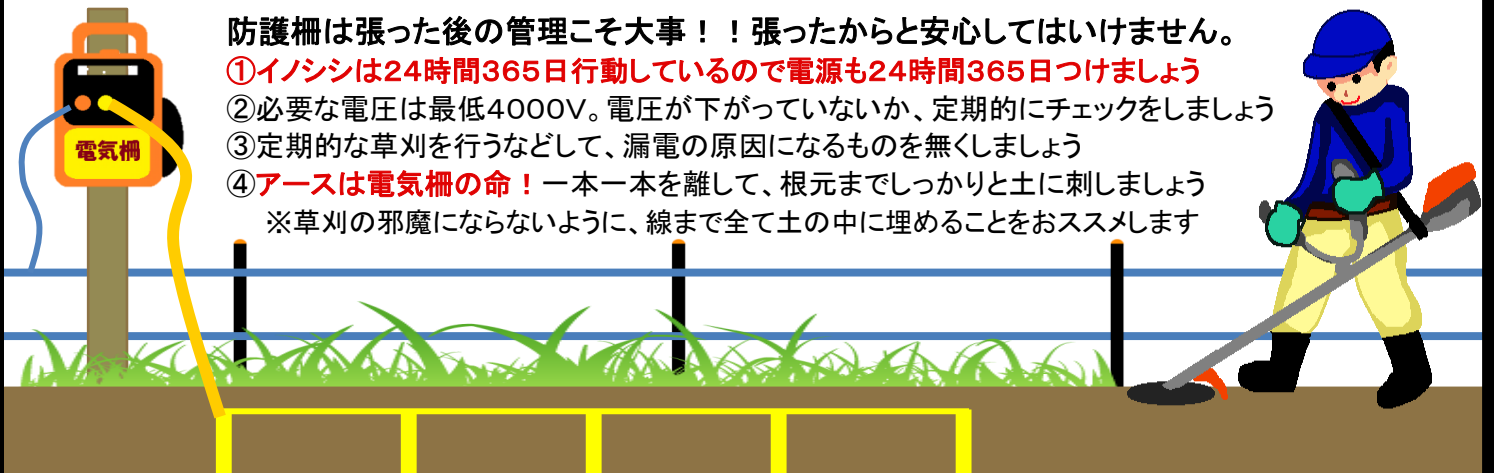 防護柵は張った後の管理こそ大事！！張ったからと安心してはいけません。
①イノシシは２４時間３６５日行動しているので電源も２４時間３６５日つけましょう
②必要な電圧は最低４０００V。電圧が下がっていないか、定期的にチェックをしましょう
③定期的な草刈を行うなどして、漏電の原因になるものを無くしましょう
④アースは電気柵の命！一本一本を離して、根元までしっかりと土に刺しましょう
※草刈の邪魔にならないように、線まで全て土の中に埋めることをおススメします
電気柵